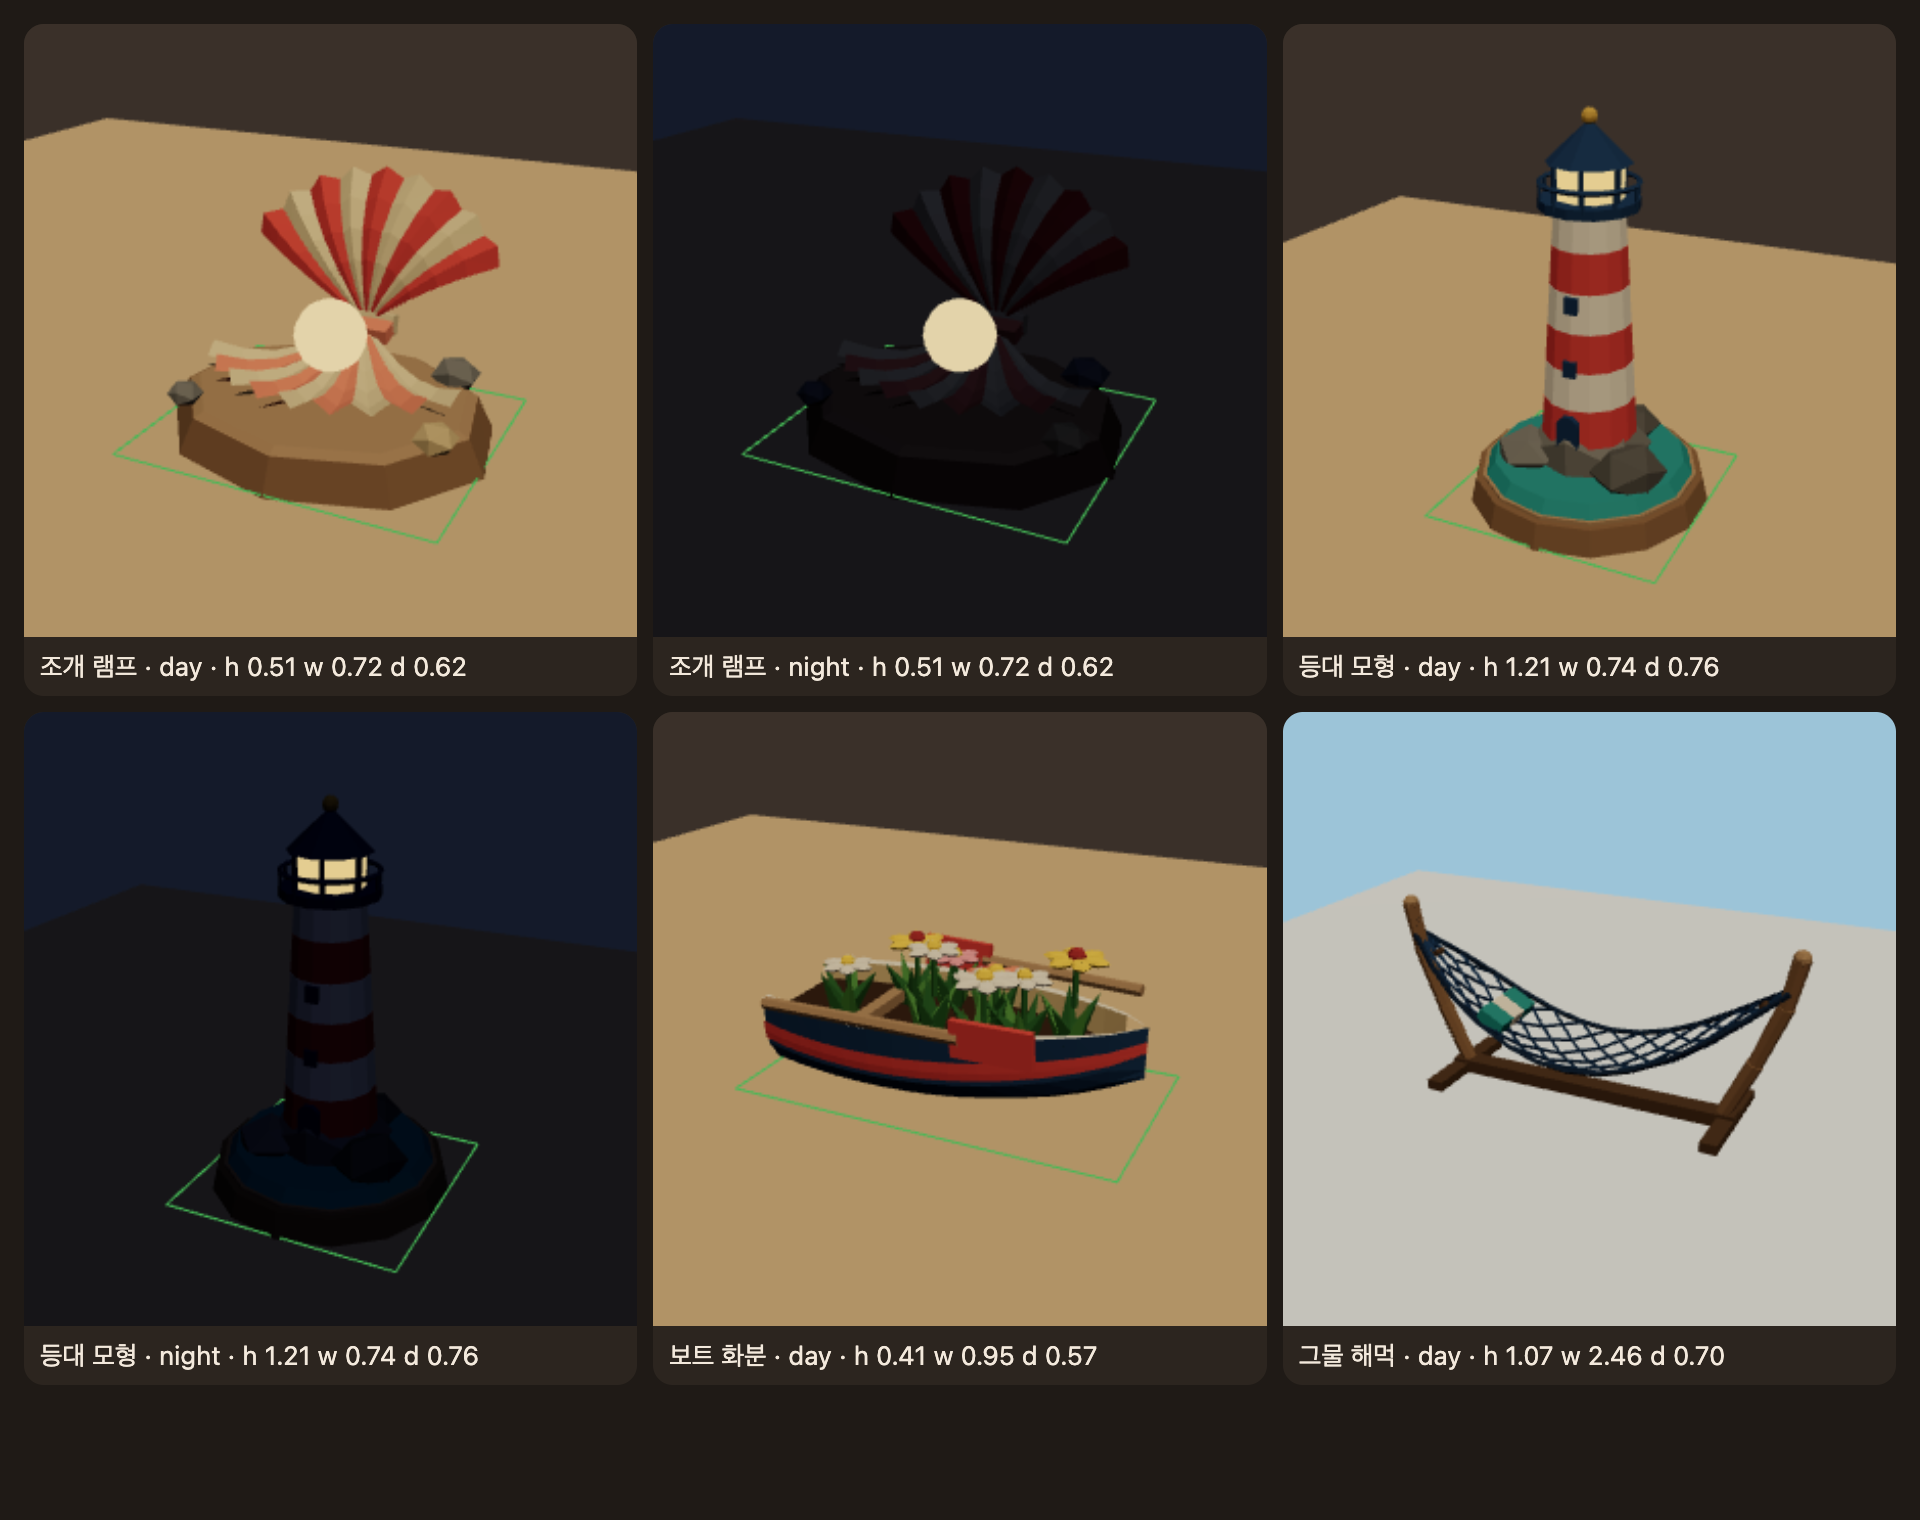 조개 램프 · day · h 0.51 w 0.72 d 0.62
조개 램프 · night · h 0.51 w 0.72 d 0.62
등대 모형 · day · h 1.21 w 0.74 d 0.76
등대 모형 · night · h 1.21 w 0.74 d 0.76
보트 화분 · day · h 0.41 w 0.95 d 0.57
그물 해먹 · day · h 1.07 w 2.46 d 0.70